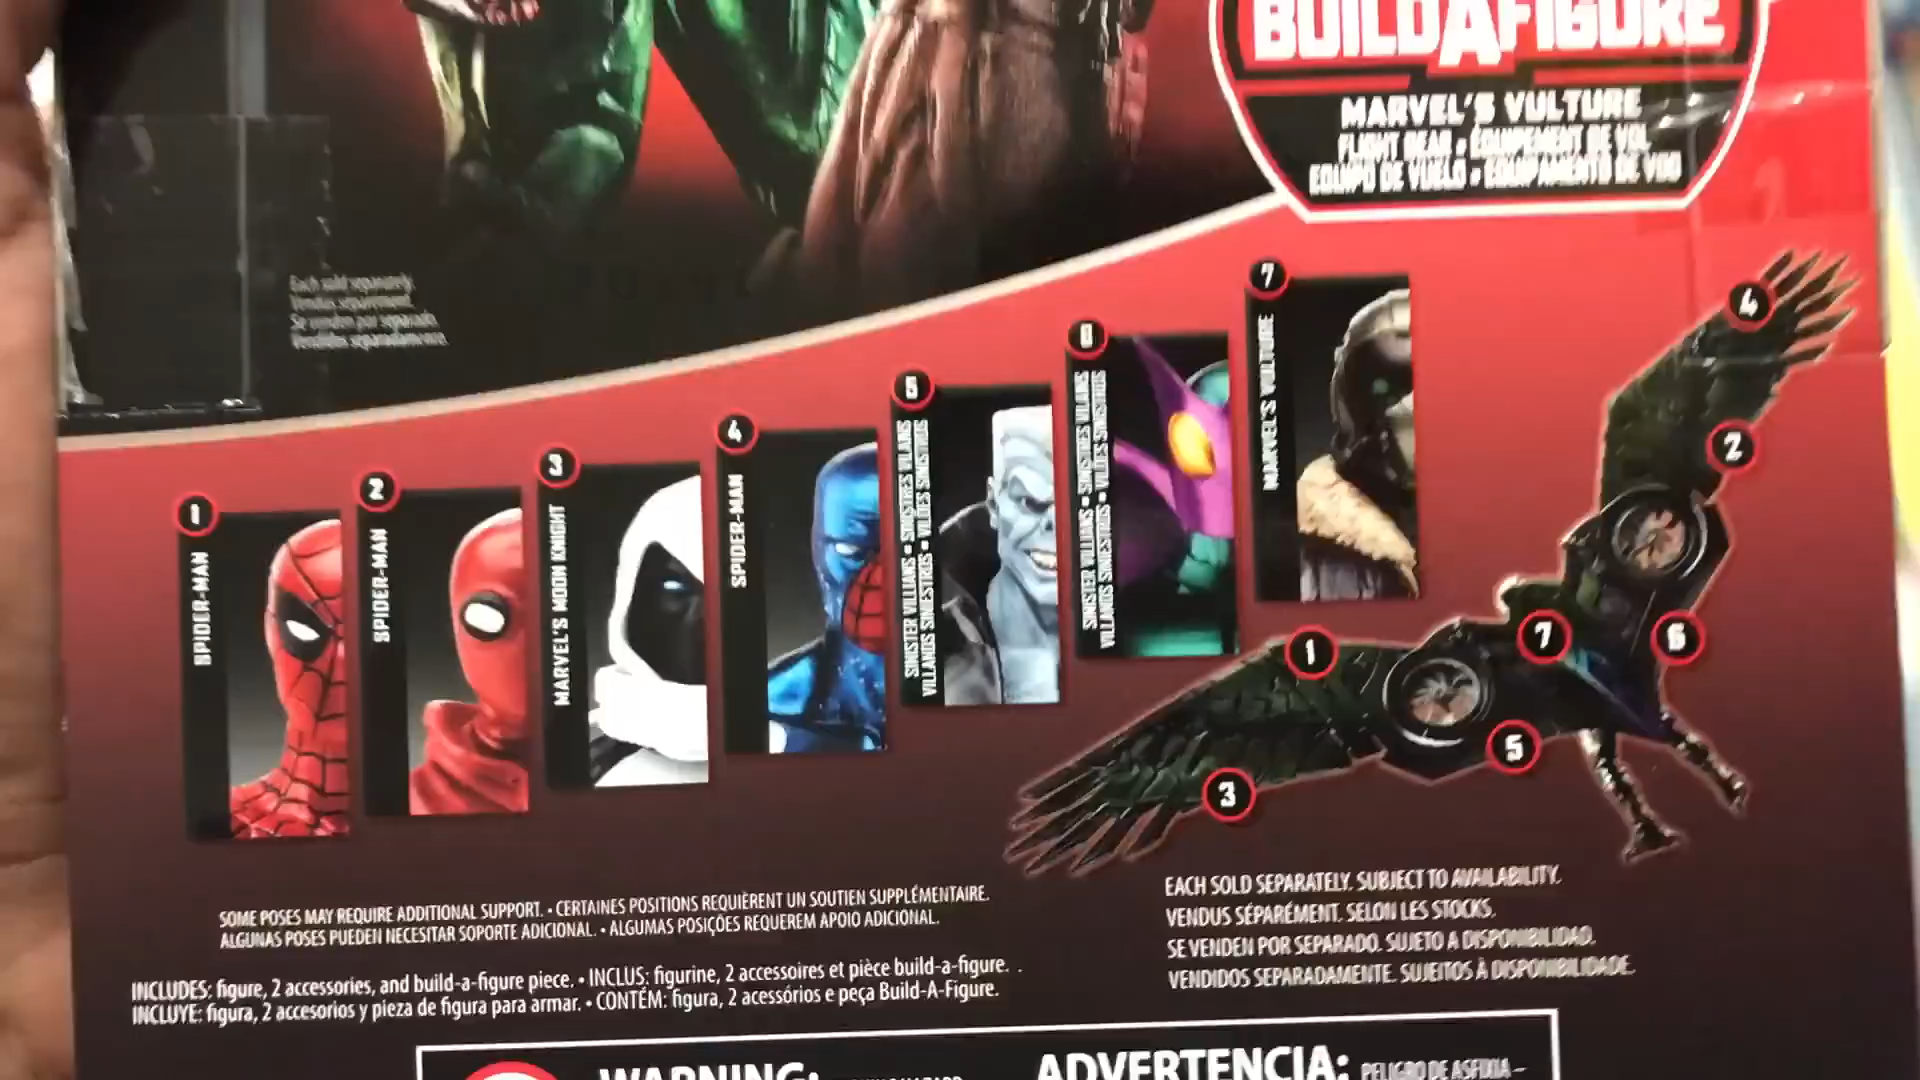 BUILDAFIGURE
MARVEL'S VULTURE
FLIGHT GEAR • ÉQUIPEMENT DE VOL
EQUIPO DE VUELO • EQUIPAMENTO DE VOO
Each sold separately.
Vendus séparément.
Se venden por separado.
Vendidos separadamente.
1
SPIDER-MAN
2
SPIDER-MAN
3
MARVEL'S MOON KNIGHT
4
SPIDER-MAN
5
SINISTER VILLIANS • SINISTRES VILAINS
VILLANOS SINIESTROS • VILÕES SINISTROS
6
SINISTER VILLIANS • SINISTRES VILAINS
VILLANOS SINIESTROS • VILÕES SINISTROS
7
MARVEL'S VULTURE
4
2
7
6
1
5
3
SOME POSES MAY REQUIRE ADDITIONAL SUPPORT. • CERTAINES POSITIONS REQUIÈRENT UN SOUTIEN SUPPLÉMENTAIRE.
ALGUNAS POSES PUEDEN NECESITAR SOPORTE ADICIONAL. • ALGUMAS POSIÇÕES REQUEREM APOIO ADICIONAL.
EACH SOLD SEPARATELY. SUBJECT TO AVAILABILITY.
VENDUS SÉPARÉMENT. SELON LES STOCKS.
SE VENDEN POR SEPARADO. SUJETO A DISPONIBILIDAD.
VENDIDOS SEPARADAMENTE. SUJEITOS À DISPONIBILIDADE.
INCLUDES: figure, 2 accessories, and build-a-figure piece. • INCLUS: figurine, 2 accessoires et pièce build-a-figure.
INCLUYE: figura, 2 accesorios y pieza de figura para armar. • CONTÉM: figura, 2 acessórios e peça Build-A-Figure.
WARNING: HAZARD
ADVERTENCIA: PELIGRO DE ASFIXIA –